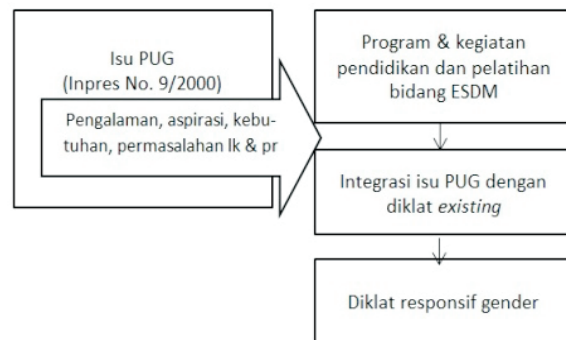 Isu PUG
(Inpres No. 9/2000)
Pengalaman, aspirasi, kebu-
tuhan, permasalahan lk & pr
Program & kegiatan
pendidikan dan pelatihan
bidang ESDM
Integrasi isu PUG dengan
diklat existing
Diklat responsif gender